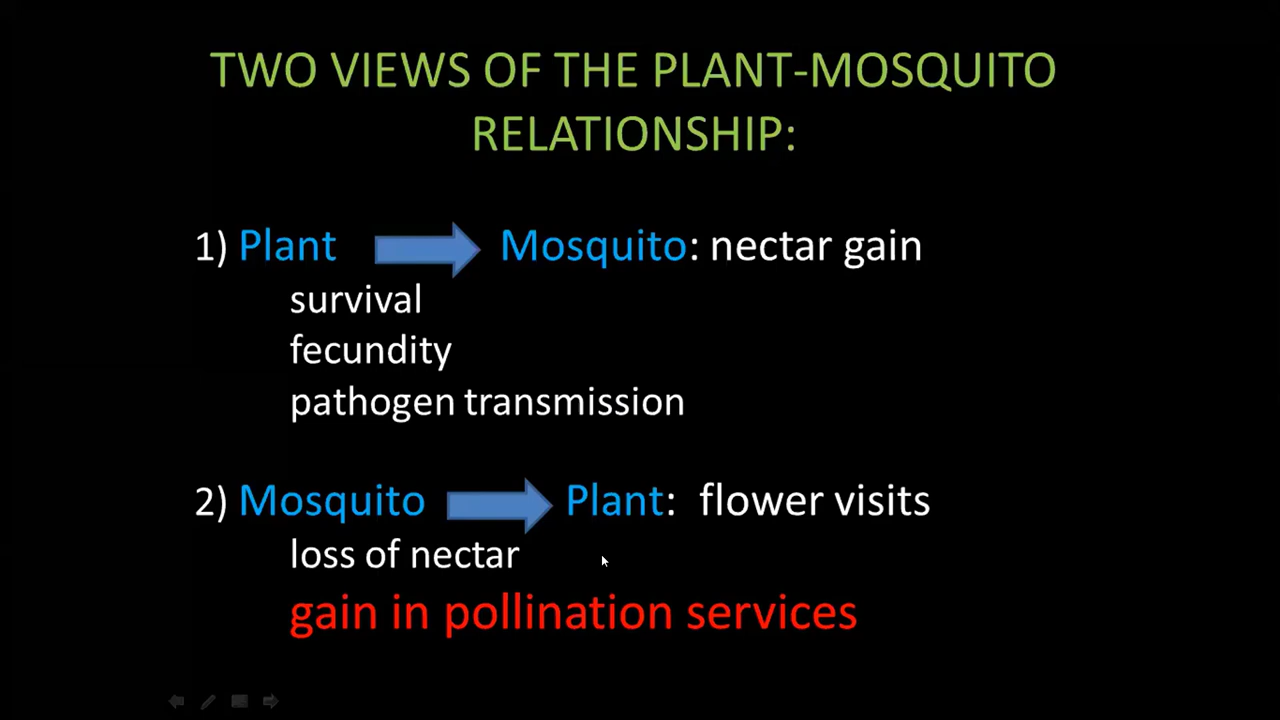 TWO VIEWS OF THE PLANT-MOSQUITO
RELATIONSHIP:
1) Plant Mosquito: nectar gain
survival
fecundity
pathogen transmission
2) Mosquito Plant: flower visits
loss of nectar
gain in pollination services